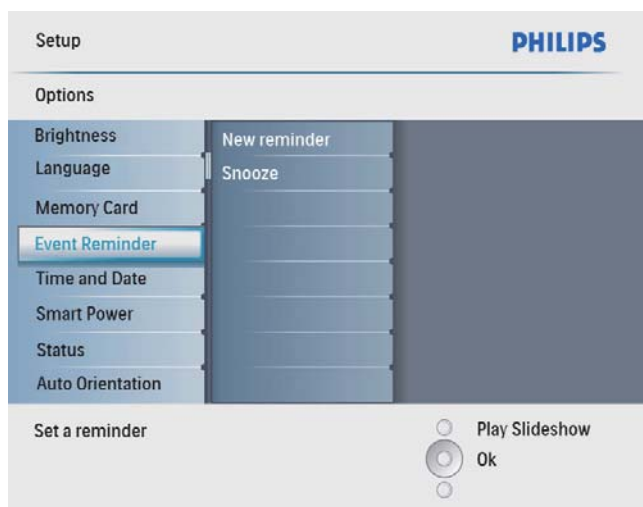 Setup
PHILIPS
Options
Brightness
Language
Memory Card
Event Reminder
Time and Date
Smart Power
Status
Auto Orientation
New reminder
Snooze
Set a reminder
Play Slideshow
Ok